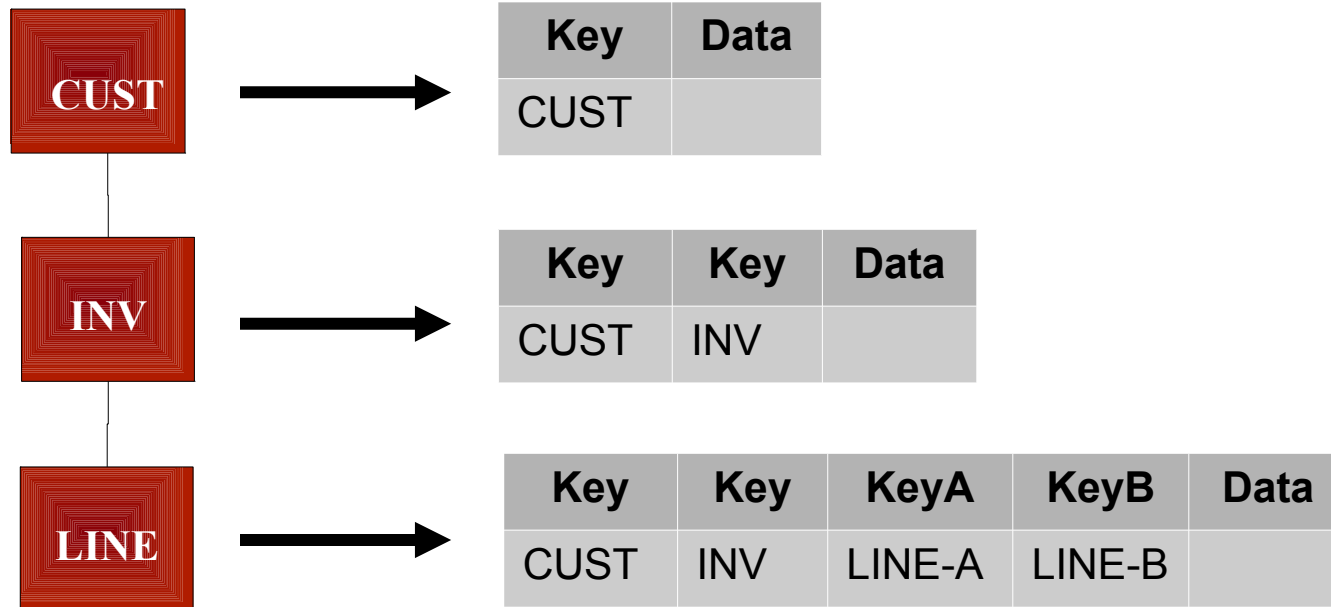 CUST
Key Data
CUST
INV
Key Key Data
CUST INV
LINE
Key Key KeyA KeyB Data
CUST INV LINE-A LINE-B